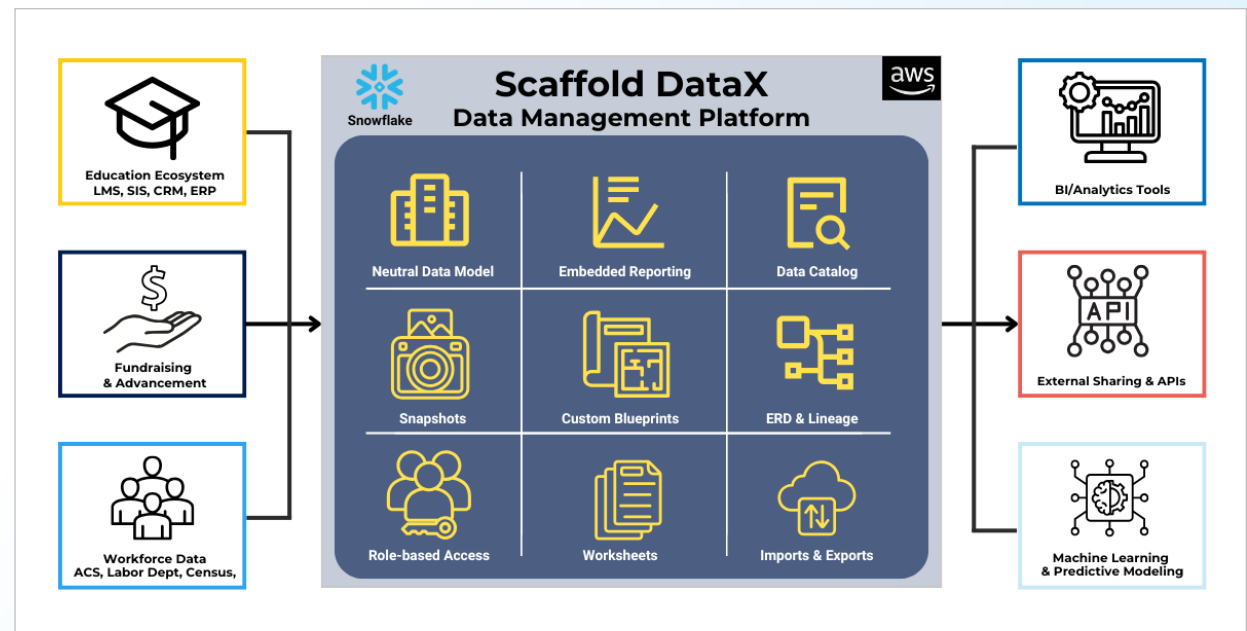 Education Ecosystem
LMS, SIS, CRM, ERP
Fundraising
& Advancement
Workforce Data
ACS, Labor Dept, Census,
Snowflake
Scaffold DataX
Data Management Platform
aws
Neutral Data Model
Embedded Reporting
Data Catalog
Snapshots
Custom Blueprints
ERD & Lineage
Role-based Access
Worksheets
Imports & Exports
BI/Analytics Tools
API
External Sharing & APIs
Machine Learning
& Predictive Modeling